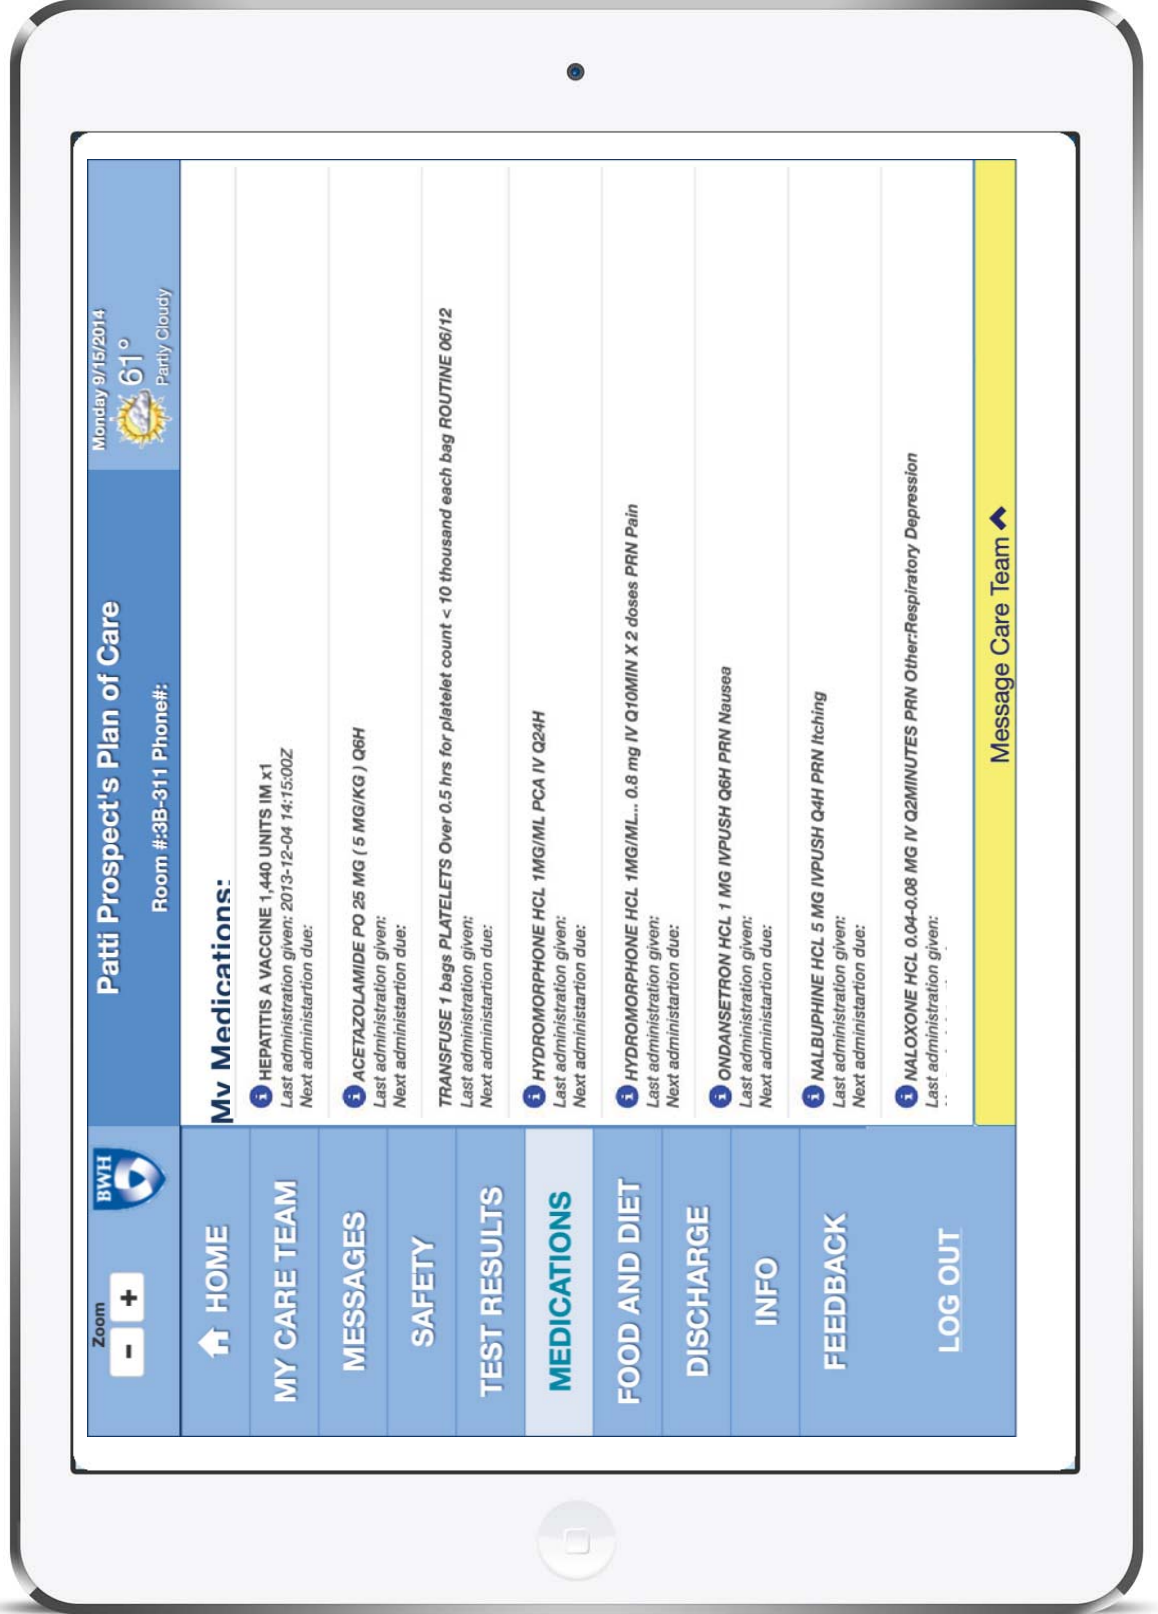 Zoom
- +
BWH
Patti Prospect's Plan of Care
Room #:3B-311 Phone#:
Monday 9/15/2014
61°
Partly Cloudy
HOME
MY CARE TEAM
MESSAGES
SAFETY
TEST RESULTS
MEDICATIONS
FOOD AND DIET
DISCHARGE
INFO
FEEDBACK
LOG OUT
My Medications:
i HEPATITIS A VACCINE 1,440 UNITS IM x1
Last administration given: 2013-12-04 14:15:00Z
Next administartion due:
i ACETAZOLAMIDE PO 25 MG ( 5 MG/KG ) Q6H
Last administration given:
Next administartion due:
TRANSFUSE 1 bags PLATELETS Over 0.5 hrs for platelet count < 10 thousand each bag ROUTINE 06/12
Last administration given:
Next administartion due:
i HYDROMORPHONE HCL 1MG/ML PCA IV Q24H
Last administration given:
Next administartion due:
i HYDROMORPHONE HCL 1MG/ML... 0.8 mg IV Q10MIN X 2 doses PRN Pain
Last administration given:
Next administartion due:
i ONDANSETRON HCL 1 MG IVPUSH Q6H PRN Nausea
Last administration given:
Next administartion due:
i NALBUPHINE HCL 5 MG IVPUSH Q4H PRN Itching
Last administration given:
Next administartion due:
i NALOXONE HCL 0.04-0.08 MG IV Q2MINUTES PRN Other:Respiratory Depression
Last administration given:
Message Care Team